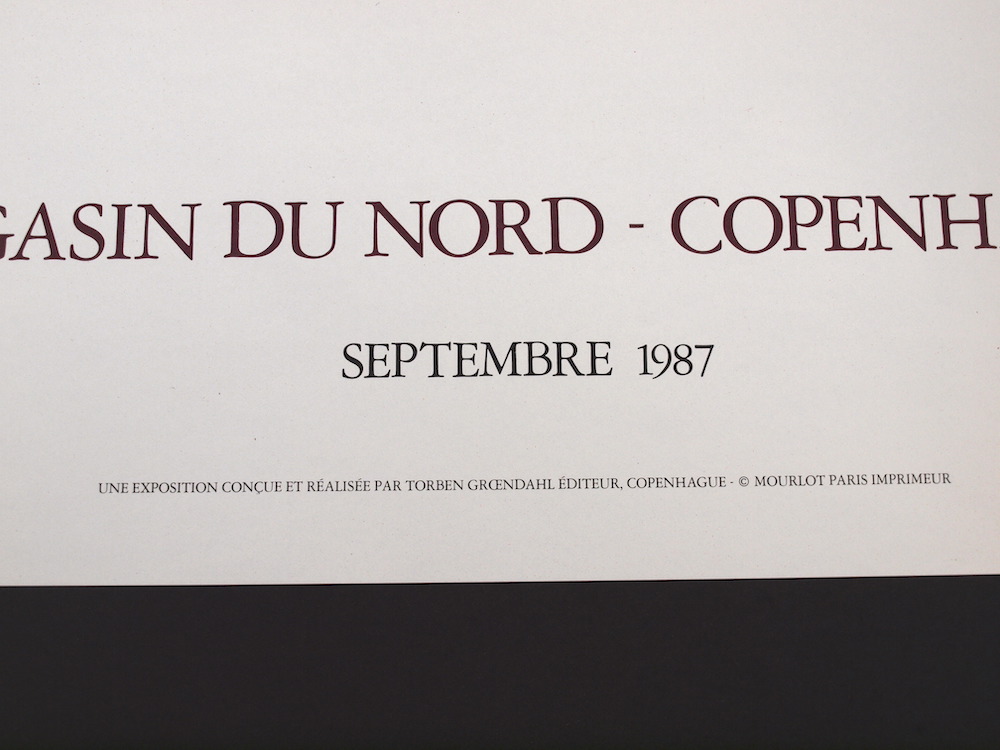 GASIN DU NORD - COPENH
SEPTEMBRE 1987
UNE EXPOSITION CONÇUE ET RÉALISÉE PAR TORBEN GRŒNDAHL ÉDITEUR, COPENHAGUE - © MOURLOT PARIS IMPRIMEUR